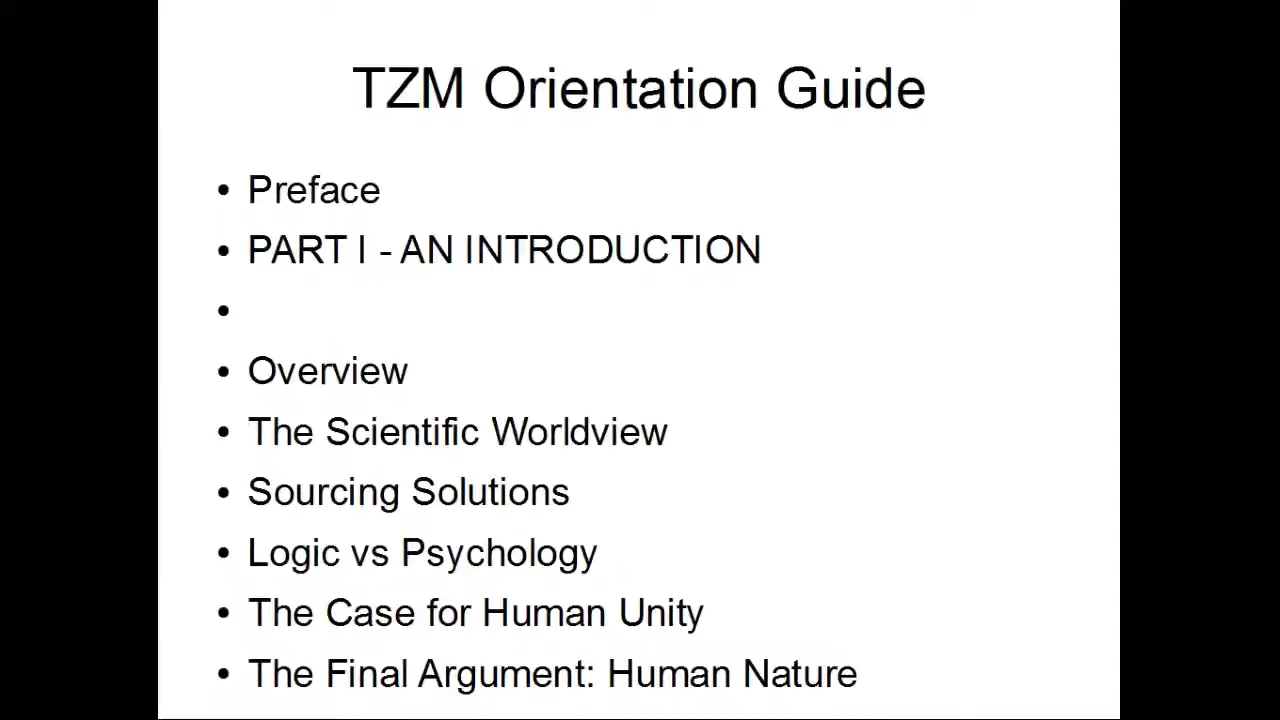 TZM Orientation Guide
• Preface
• PART I - AN INTRODUCTION
•
• Overview
• The Scientific Worldview
• Sourcing Solutions
• Logic vs Psychology
• The Case for Human Unity
• The Final Argument: Human Nature